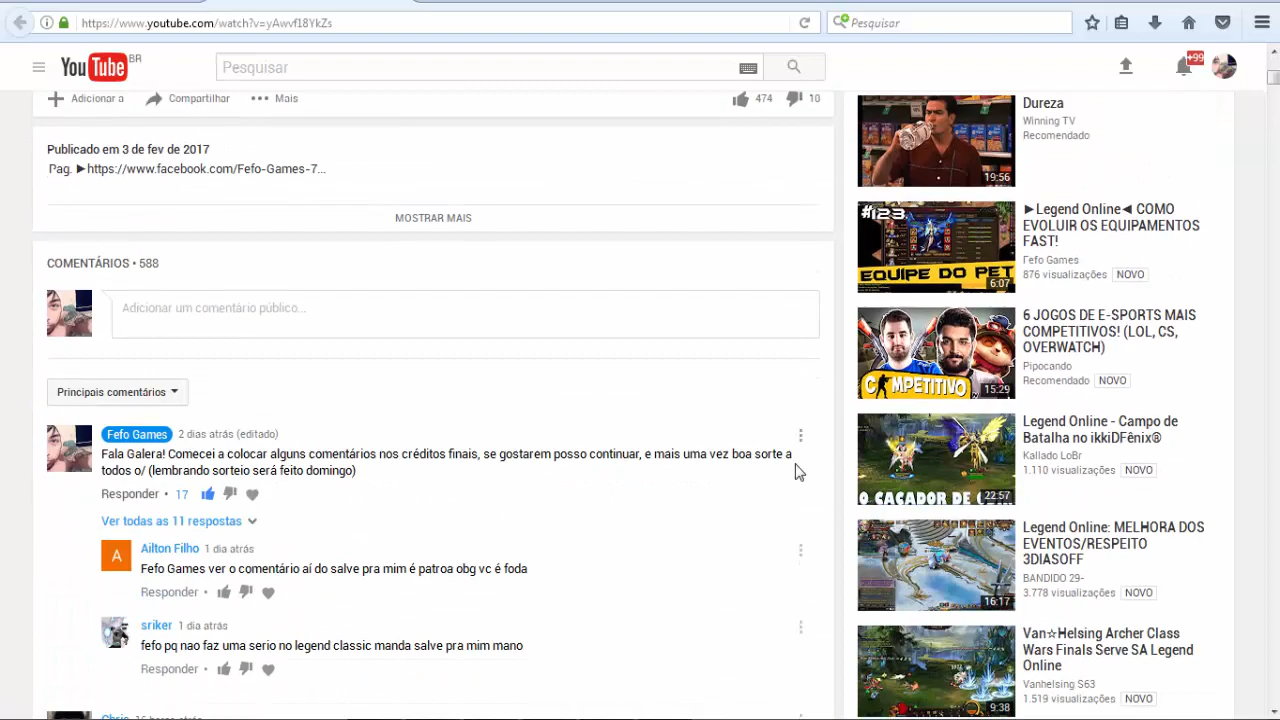 https://www.youtube.com/watch?v=yAwvf18YkZs
Pesquisar
YouTube BR
Pesquisar
+99
Adicionar a
Compartilhar
Mais
474
10
Publicado em 3 de fev de 2017
Pag. ►https://www.facebook.com/Fefo-Games-7...
MOSTRAR MAIS
COMENTÁRIOS • 588
Adicionar um comentário público...
Principais comentários
Fefo Games 2 dias atrás (editado)
Fala Galera! Comecei a colocar alguns comentários nos créditos finais, se gostarem posso continuar, e mais uma vez boa sorte a
todos o/ (lembrando sorteio será feito domingo)
Responder • 17
Ver todas as 11 respostas
A
Ailton Filho 1 dia atrás
Fefo Games ver o comentário ai do salve pra mim é patroa obg vc é foda
Responder •
sriker 1 dia atrás
fefo pq não faz uma serio no legend classic manda salve pra mim mano
Responder •
Chris
Dureza
Winning TV
Recomendado
19:56
#123
EQUIPE DO PET
6:07
►Legend Online◄ COMO
EVOLUIR OS EQUIPAMENTOS
FAST!
Fefo Games
876 visualizações NOVO
COMPETITIVO
15:29
6 JOGOS DE E-SPORTS MAIS
COMPETITIVOS! (LOL, CS,
OVERWATCH)
Pipocando
Recomendado NOVO
O CAÇADOR DE
22:57
Legend Online - Campo de
Batalha no ikkiDFênix®
Kallado LoBr
1.110 visualizações NOVO
16:17
Legend Online: MELHORA DOS
EVENTOS/RESPEITO
3DIASOFF
BANDIDO 29-
3.778 visualizações NOVO
9:38
Van☆Helsing Archer Class
Wars Finals Serve SA Legend
Online
Vanhelsing S63
1.519 visualizações NOVO